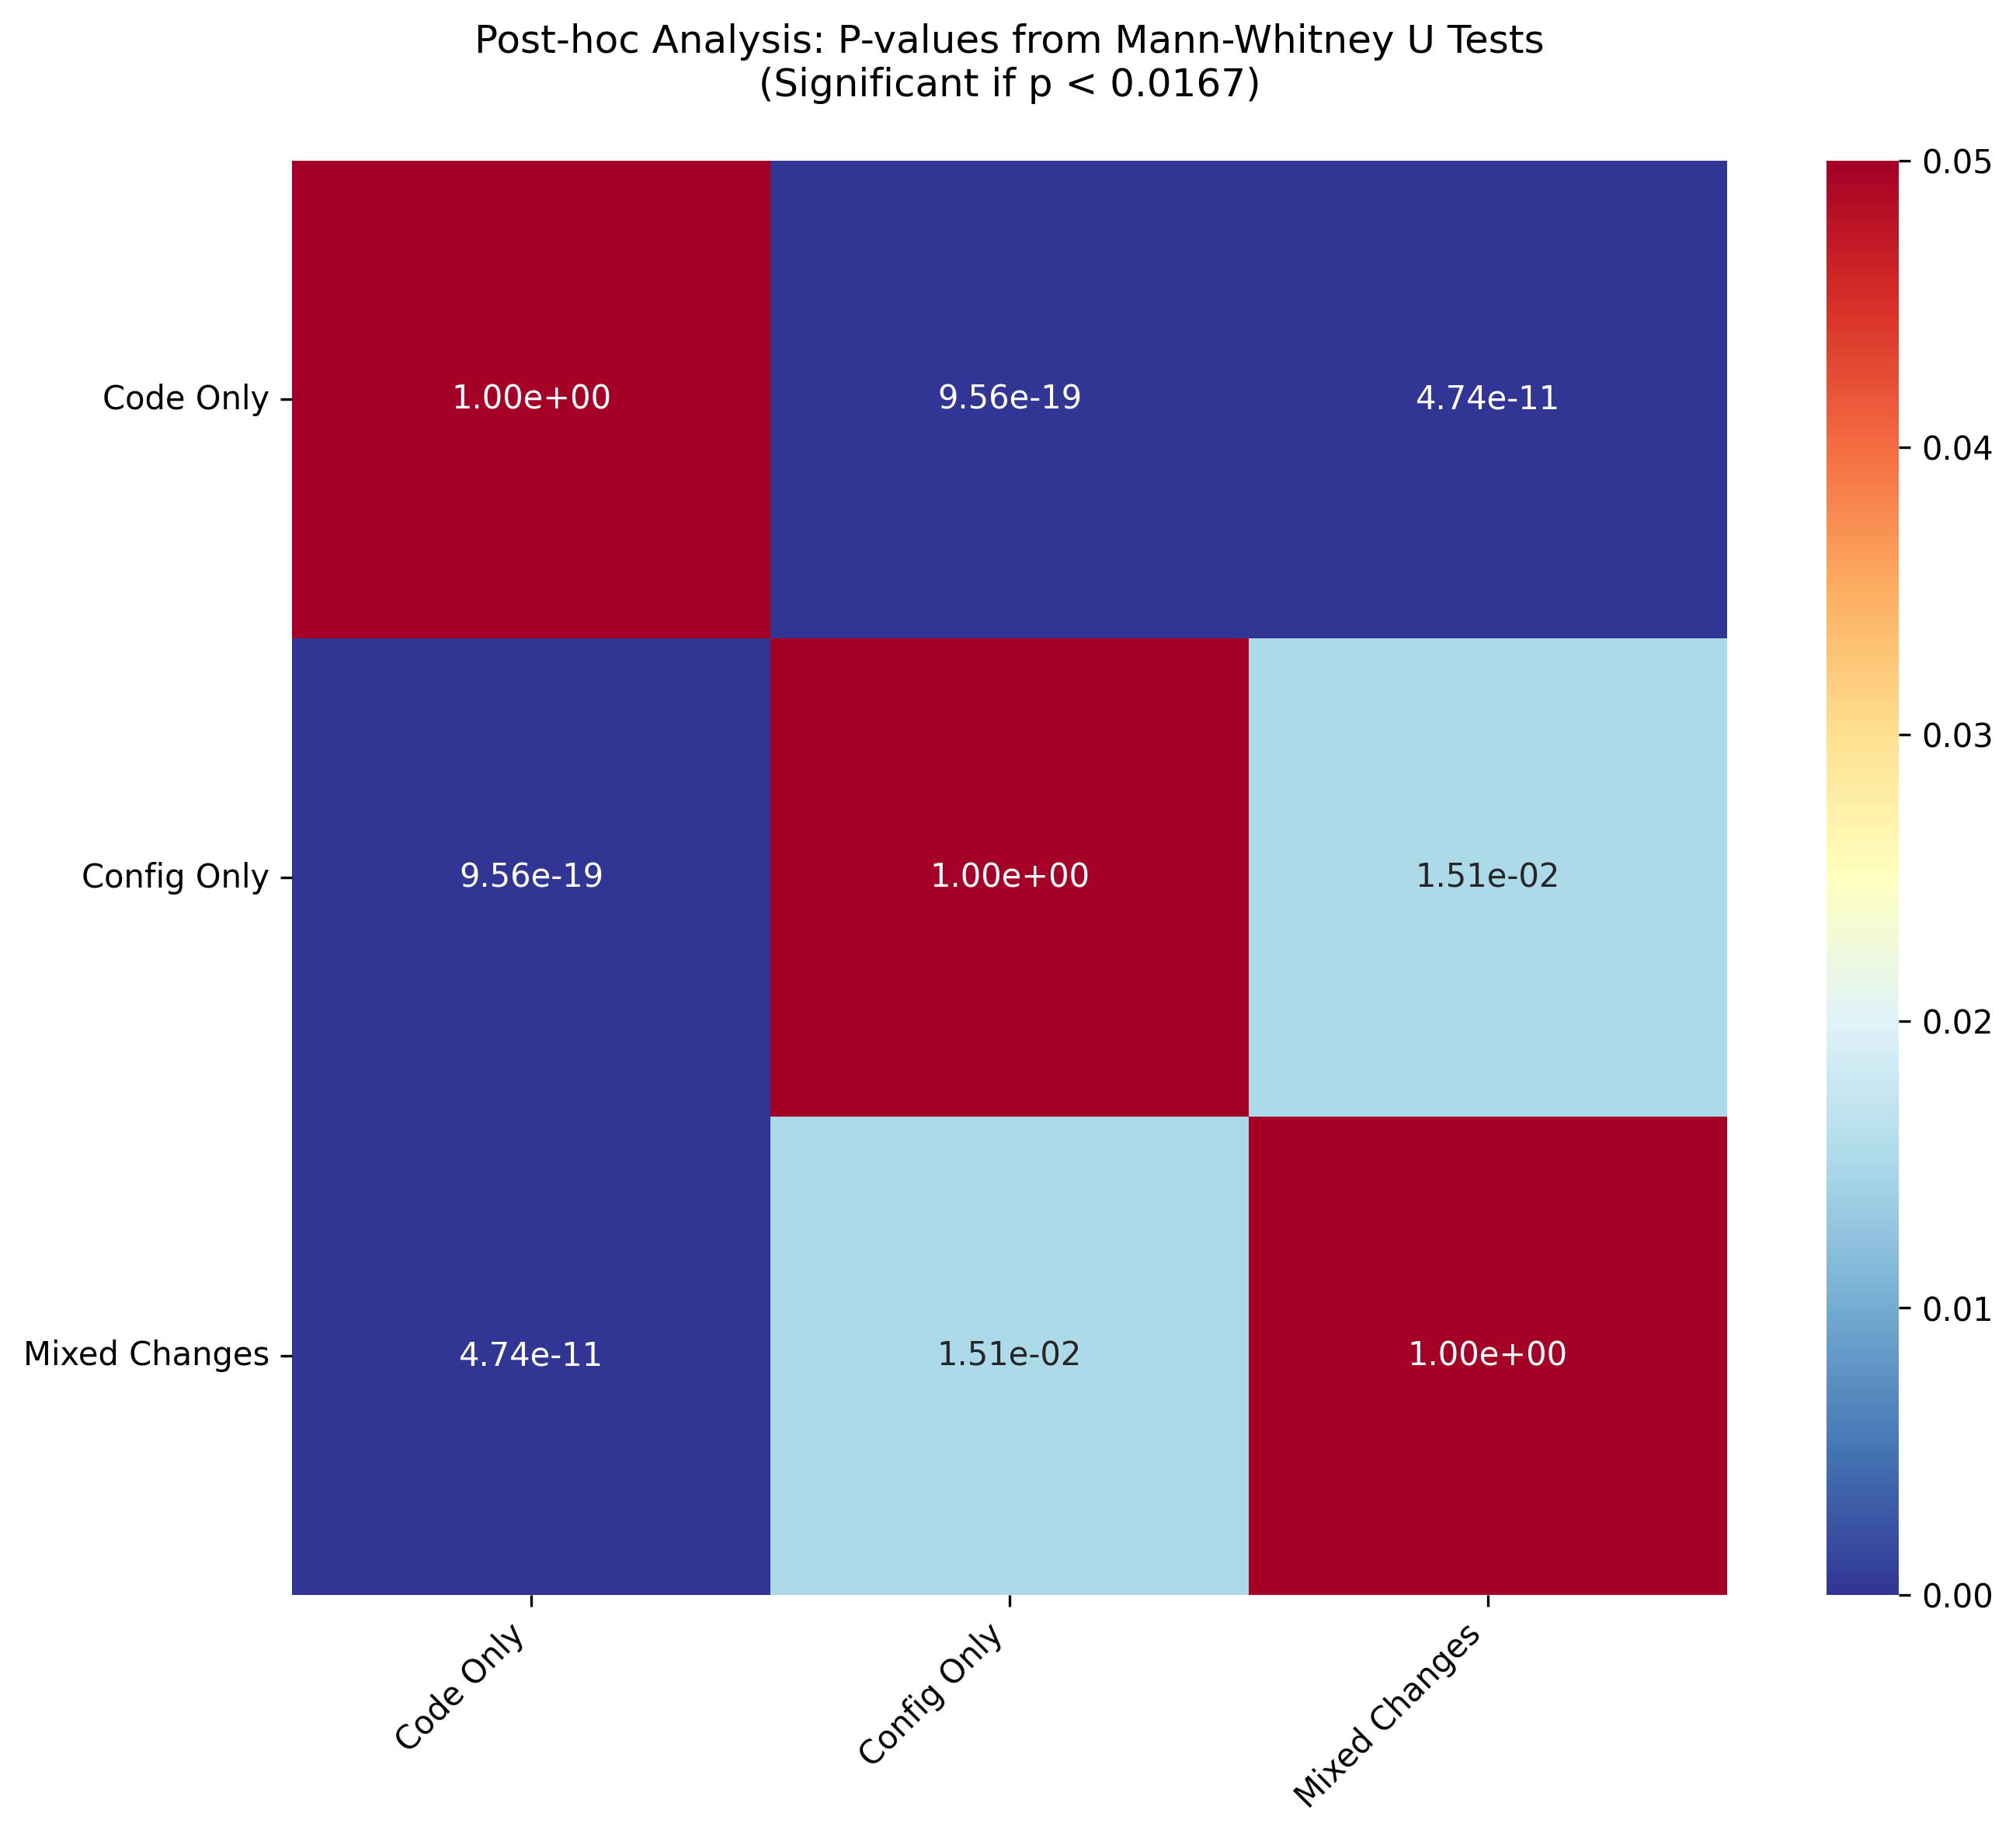 Post-hoc Analysis: P-values from Mann-Whitney U Tests
(Significant if p < 0.0167)
Code Only
1.00e+00
9.56e-19
4.74e-11
Config Only
9.56e-19
1.00e+00
1.51e-02
Mixed Changes
4.74e-11
1.51e-02
1.00e+00
Code Only
Config Only
Mixed Changes
0.05
0.04
0.03
0.02
0.01
0.00